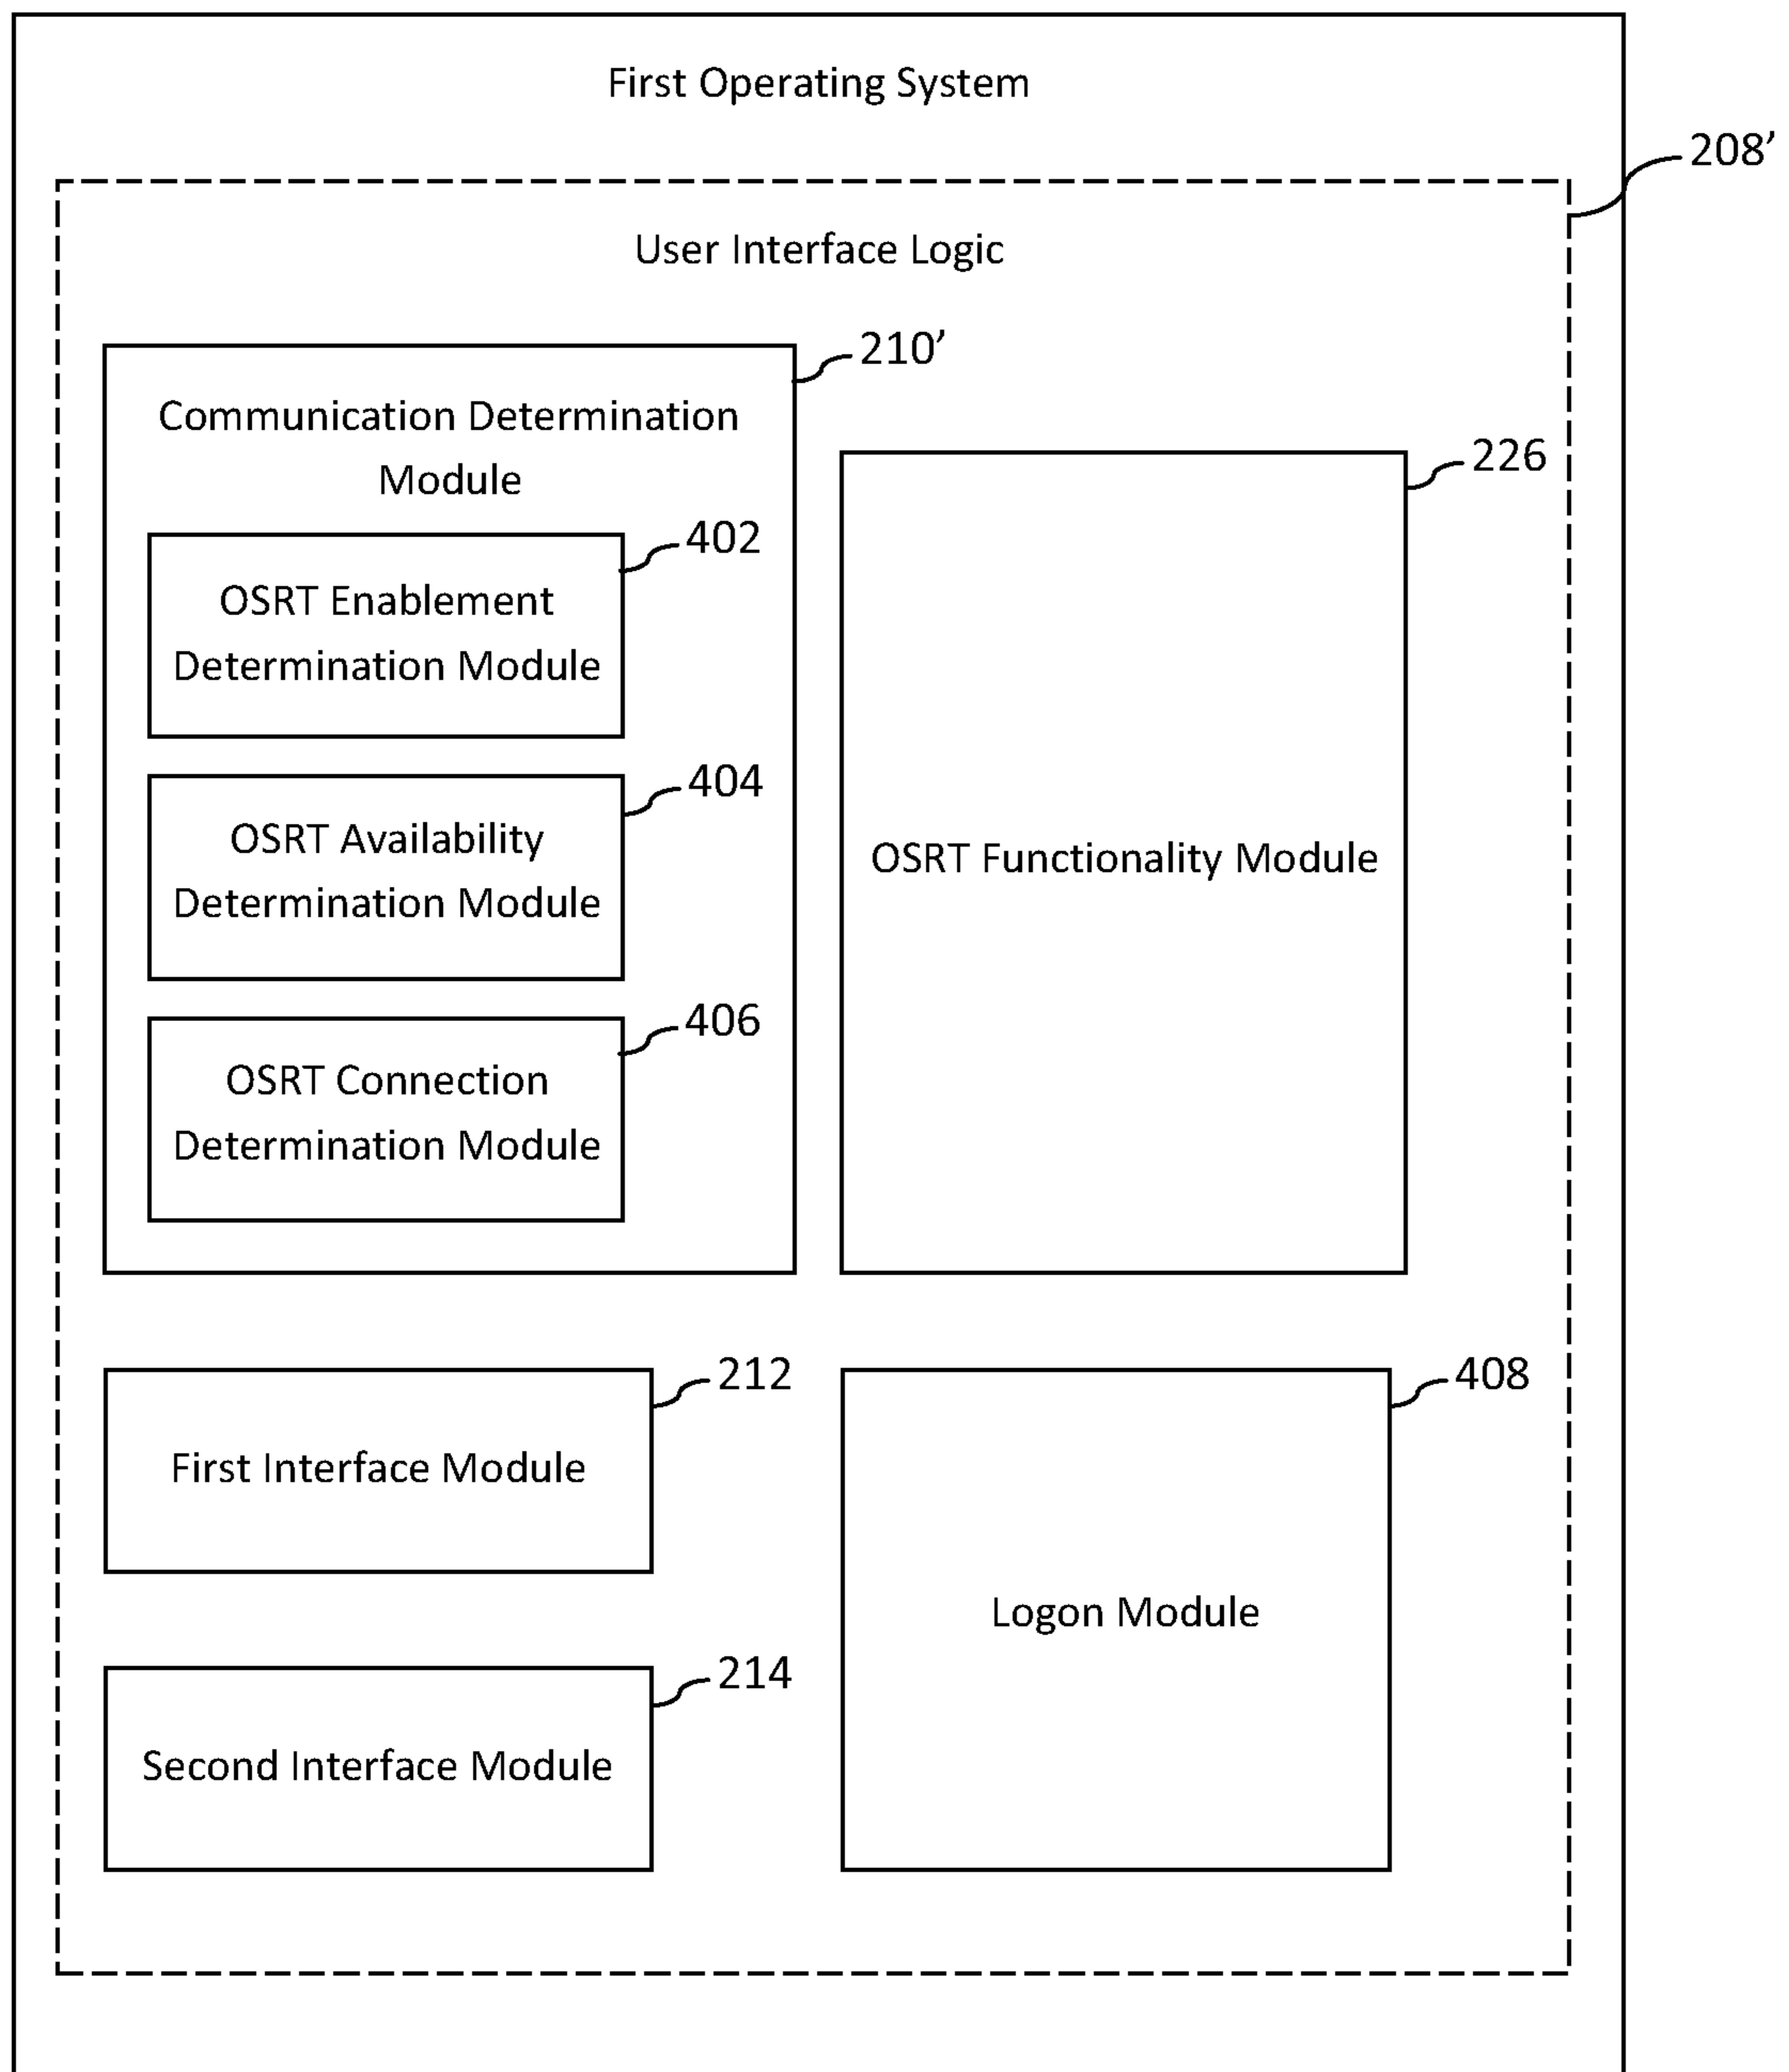 First Operating System
208’
User Interface Logic
210’
Communication Determination
Module
226
402
OSRT Enablement
Determination Module
404
OSRT Availability
Determination Module
OSRT Functionality Module
406
OSRT Connection
Determination Module
212
408
First Interface Module
Logon Module
214
Second Interface Module